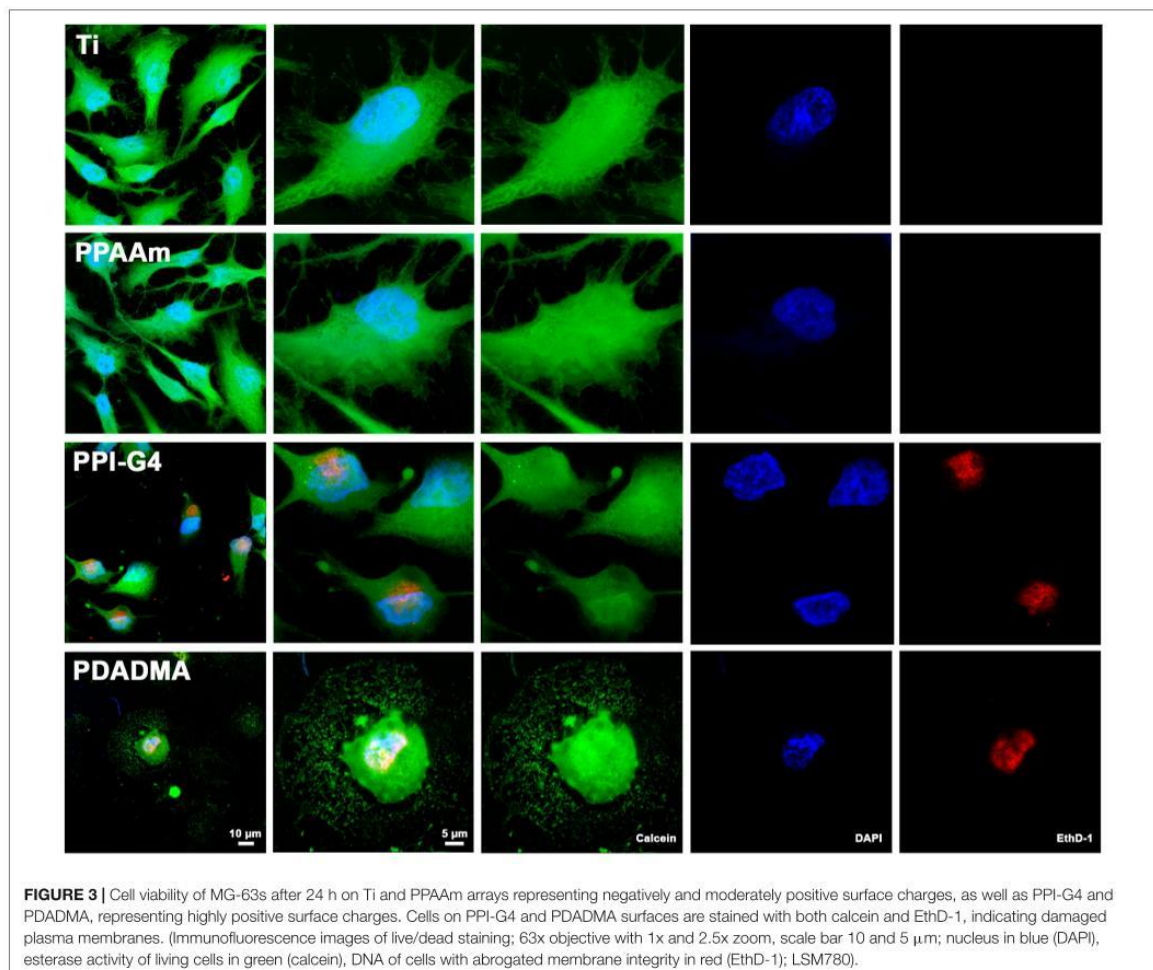 Ti
PPAAm
PPI-G4
PDADMA
10 µm
5 µm
Calcein
DAPI
EthD-1
FIGURE 3 | Cell viability of MG-63s after 24 h on Ti and PPAAm arrays representing negatively and moderately positive surface charges, as well as PPI-G4 and
PDADMA, representing highly positive surface charges. Cells on PPI-G4 and PDADMA surfaces are stained with both calcein and EthD-1, indicating damaged
plasma membranes. (Immunofluorescence images of live/dead staining; 63x objective with 1x and 2.5x zoom, scale bar 10 and 5 µm; nucleus in blue (DAPI),
esterase activity of living cells in green (calcein), DNA of cells with abrogated membrane integrity in red (EthD-1); LSM780).